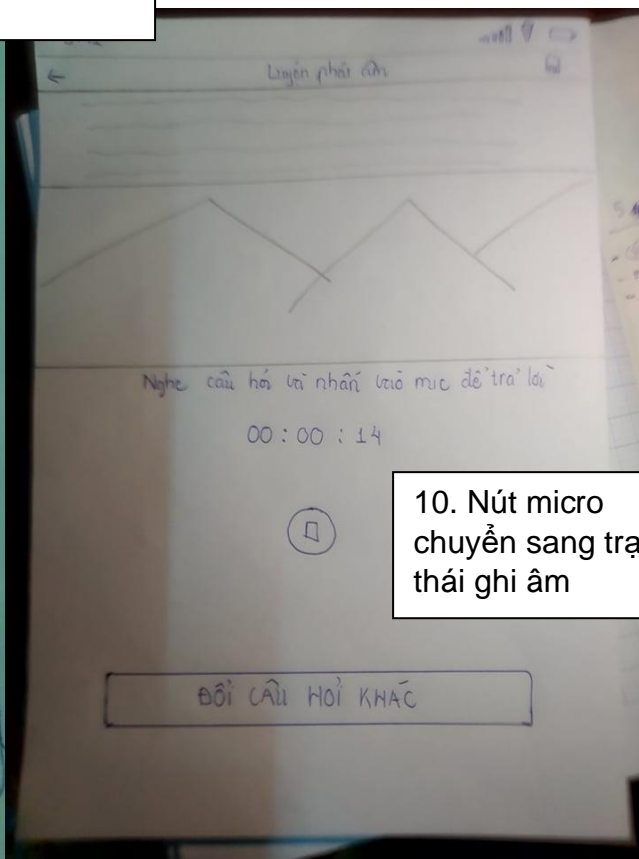 Luyện phát âm
Nghe câu hỏi và nhấn vào mic để trả lời
00 : 00 : 14
10. Nút micro
chuyển sang trạ
thái ghi âm
ĐỔI CÂU HỎI KHÁC